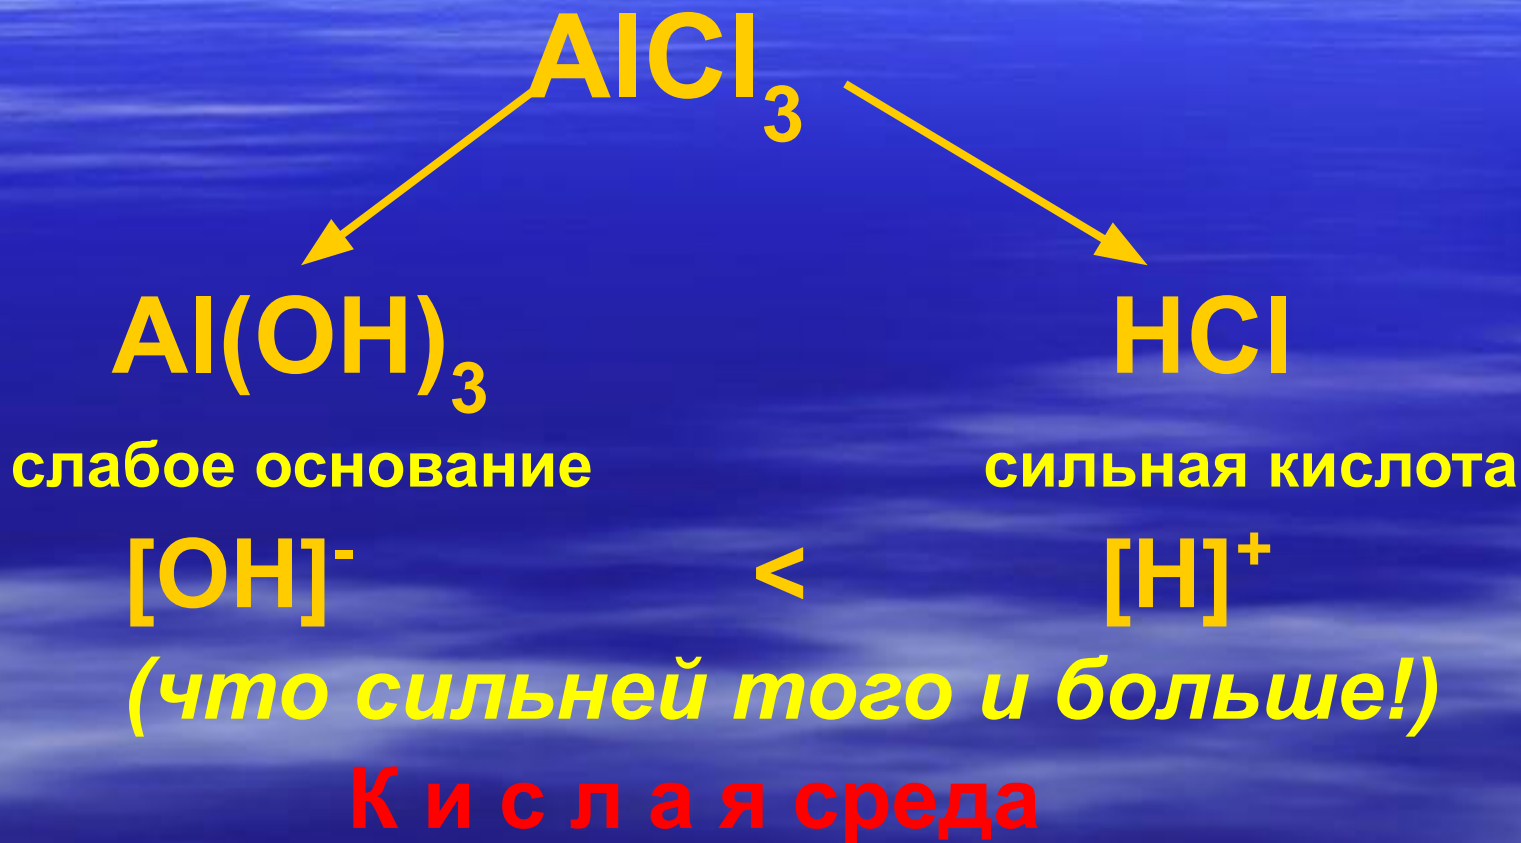 AlCl₃
Al(OH)₃ HCl
слабое основание сильная кислота
[OH]⁻ < [H]⁺
(что сильней того и больше!)
К и с л а я среда